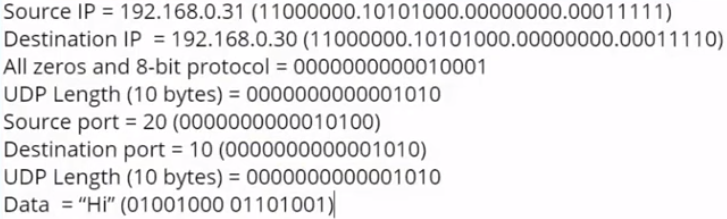 Source IP = 192.168.0.31 (11000000.10101000.00000000.00011111)
Destination IP = 192.168.0.30 (11000000.10101000.00000000.00011110)
All zeros and 8-bit protocol = 0000000000010001
UDP Length (10 bytes) = 0000000000001010
Source port = 20 (0000000000010100)
Destination port = 10 (0000000000001010)
UDP Length (10 bytes) = 0000000000001010
Data = “Hi” (01001000 01101001)